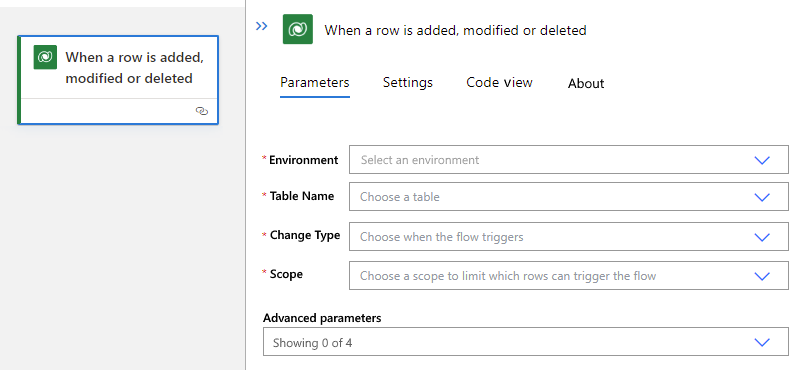 When a row is added,
modified or deleted
When a row is added, modified or deleted
Parameters Settings Code view About
* Environment Select an environment
* Table Name Choose a table
* Change Type Choose when the flow triggers
* Scope Choose a scope to limit which rows can trigger the flow
Advanced parameters
Showing 0 of 4